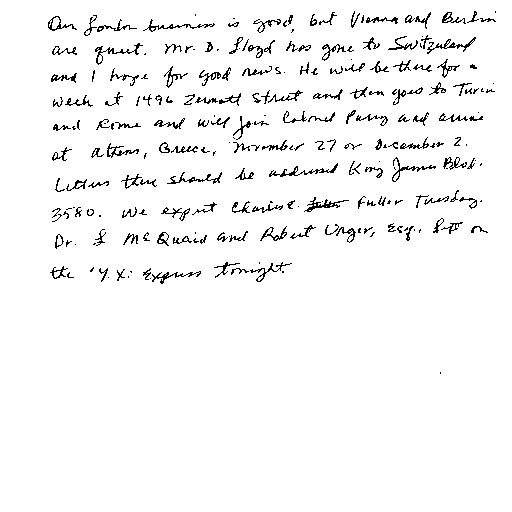 Our London business is good, but Vienna and Berlin
are quiet. Mr. D. Lloyd has gone to Switzerland
and I hope for good news. He will be there for a
week at 1496 Zermott Street and then goes to Turin
and Rome and will join Colonel Parry and arrive
at Athens, Greece, November 27 or December 2.
Letters there should be addressed King James Blvd.
3580. We expect Charles E. Fuller Tuesday.
Dr. L McQuaid and Robert Unger, Esq., left on
the "Y.X. Express tonight.